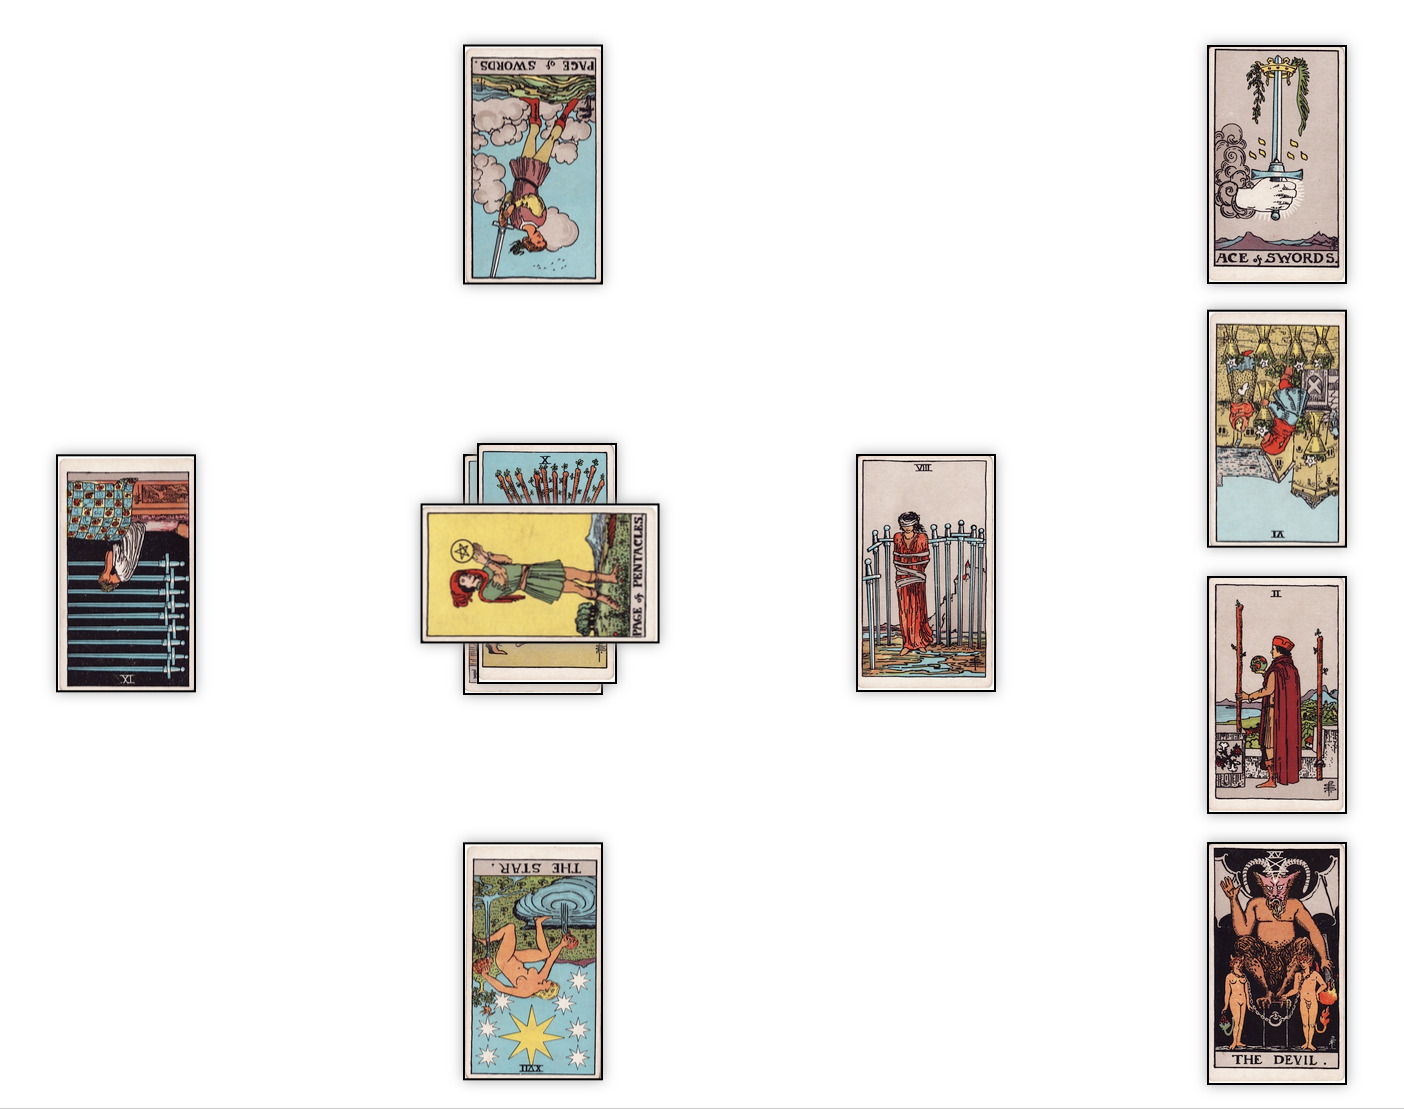 PAGE of SWORDS.
ACE of SWORDS.
VI
IX
X
PAGE of PENTACLES.
VIII
II
THE STAR.
XVII
XV
THE DEVIL.